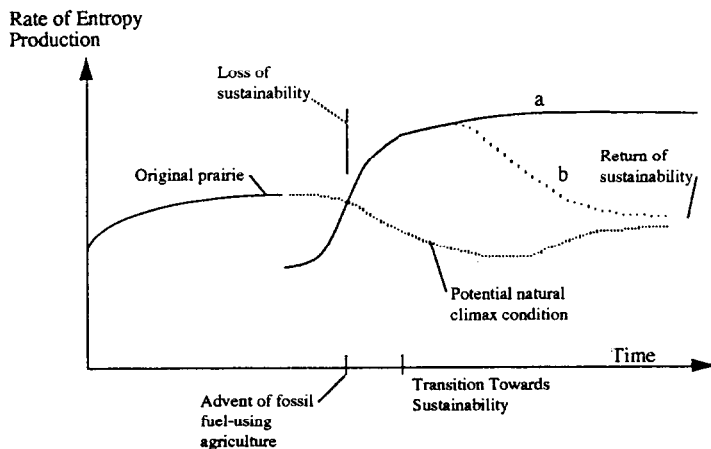 Rate of Entropy
Production
Loss of
sustainability
a
Original prairie
b
Return of
sustainability
Potential natural
climax condition
Time
Advent of fossil
fuel-using
agriculture
Transition Towards
Sustainability